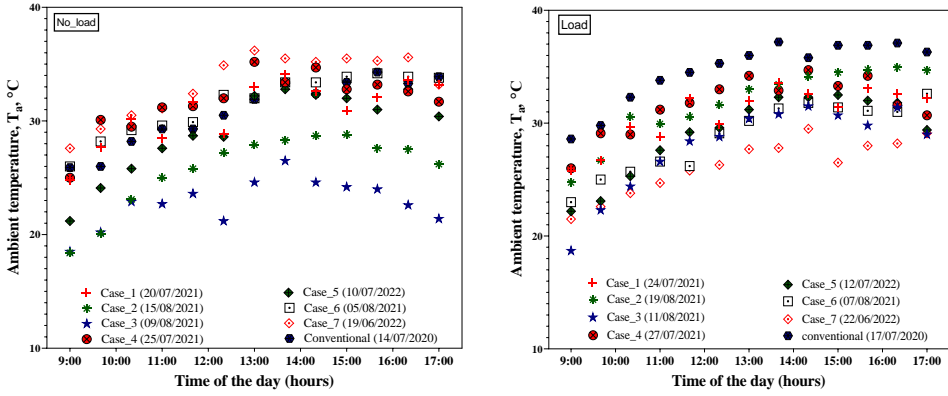 No_load
Ambient temperature, Tₐ, °C
40
30
20
10
Case_1 (20/07/2021)
Case_2 (15/08/2021)
Case_3 (09/08/2021)
Case_4 (25/07/2021)
Case_5 (10/07/2022)
Case_6 (05/08/2021)
Case_7 (19/06/2022)
Conventional (14/07/2020)
9:00 10:00 11:00 12:00 13:00 14:00 15:00 16:00 17:00
Time of the day (hours)
Load
Ambient temperature, Tₐ, °C
40
30
20
10
Case_1 (24/07/2021)
Case_2 (19/08/2021)
Case_3 (11/08/2021)
Case_4 (27/07/2021)
Case_5 (12/07/2022)
Case_6 (07/08/2021)
Case_7 (22/06/2022)
conventional (17/07/2020)
9:00 10:00 11:00 12:00 13:00 14:00 15:00 16:00 17:00
Time of the day (hours)